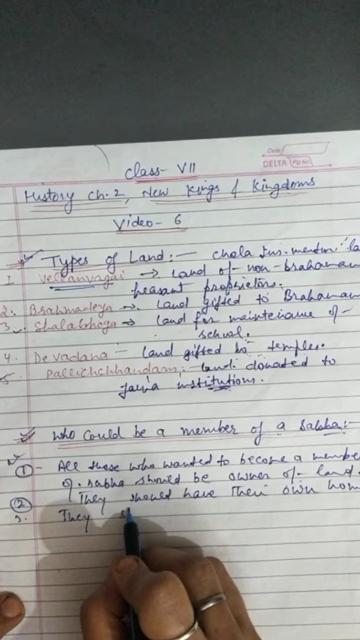 Date
DELTA
class- VII
History ch. 2, New Kings & Kingdoms
Video- 6
Types of Land:- chola Ins. mention
1. Vellanvagai → Land of non-brahaman
peasant proprietors.
2. Brahmadeya → Land gifted to Brahaman
3. Shalabhoga → Land for maintenance of
school.
4. Devadana - Land gifted to temples.
5 Pallichchhandam:- Land donated to
Jaina institutions.
Who could be a member of a sabha:-
① - All those who wanted to become a member
of sabha should be owner of land.
② They should have their own hom
3. They